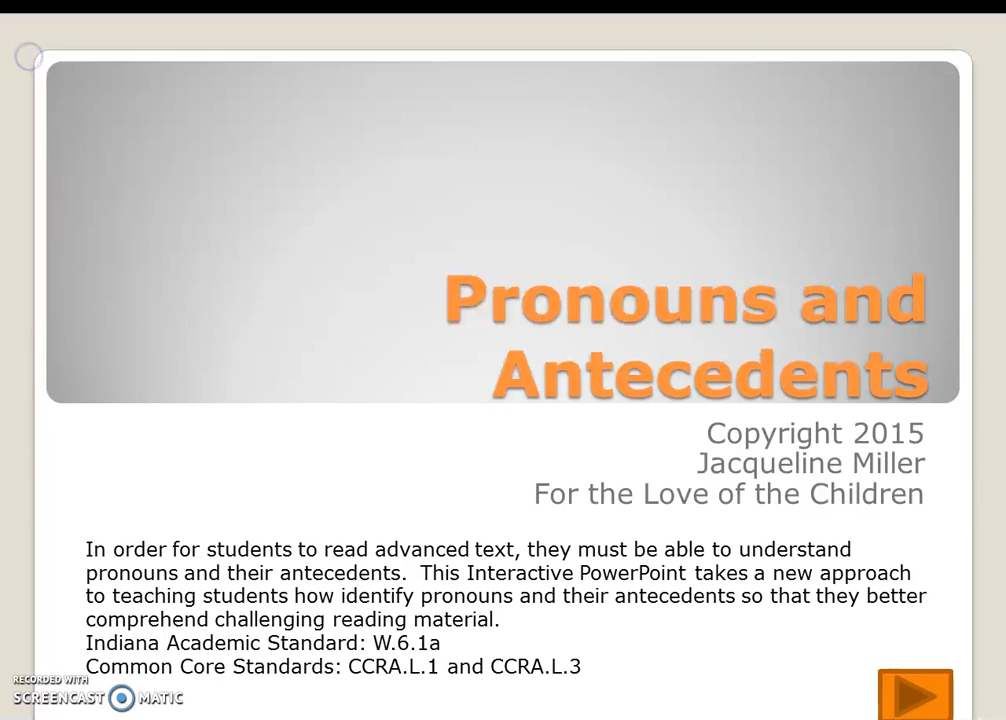 Pronouns and
Antecedents
Copyright 2015
Jacqueline Miller
For the Love of the Children
In order for students to read advanced text, they must be able to understand
pronouns and their antecedents.  This Interactive PowerPoint takes a new approach
to teaching students how identify pronouns and their antecedents so that they better
comprehend challenging reading material.
Indiana Academic Standard: W.6.1a
Common Core Standards: CCRA.L.1 and CCRA.L.3
RECORDED WITH
SCREENCAST MATIC